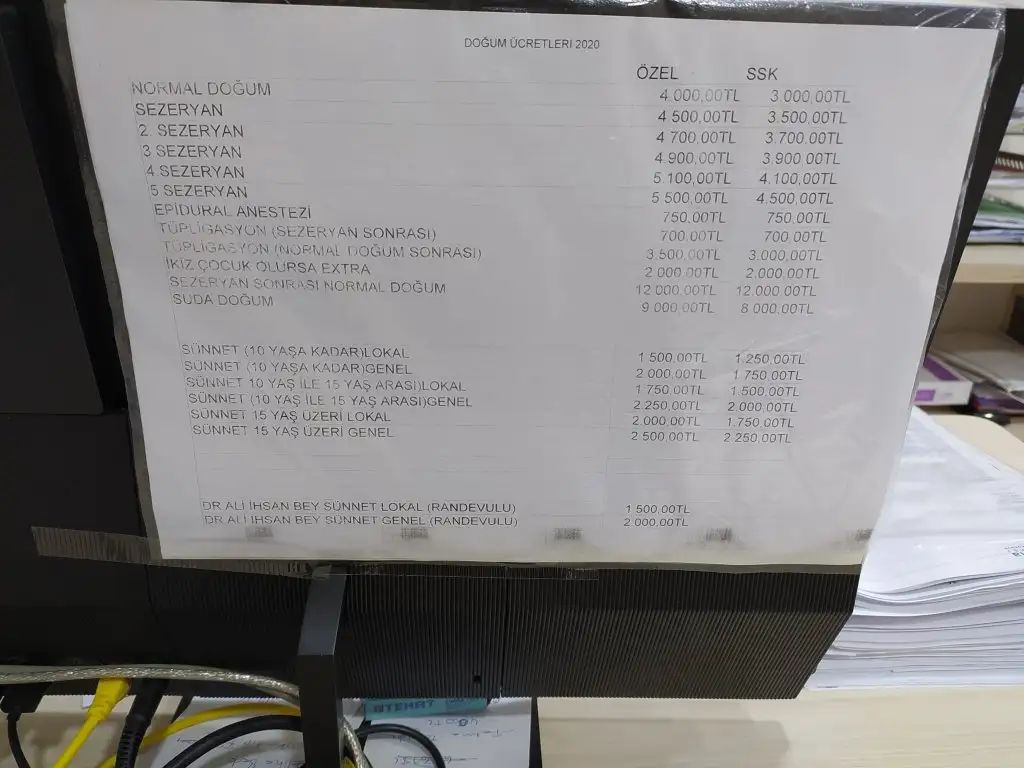 DOĞUM ÜCRETLERİ 2020
ÖZEL SSK
NORMAL DOĞUM 4 000,00TL 3 000,00TL
SEZERYAN 4 500,00TL 3.500,00TL
2. SEZERYAN 4 700,00TL 3.700,00TL
3 SEZERYAN 4.900,00TL 3.900,00TL
4 SEZERYAN 5.100,00TL 4.100,00TL
5 SEZERYAN 5 500,00TL 4.500,00TL
EPİDURAL ANESTEZİ 750,00TL 750,00TL
TÜPLİGASYON (SEZERYAN SONRASI) 700,00TL 700,00TL
TÜPLİGASYON (NORMAL DOĞUM SONRASI) 3.500,00TL 3.000,00TL
İKİZ ÇOCUK OLURSA EXTRA 2 000,00TL 2.000,00TL
SEZERYAN SONRASI NORMAL DOĞUM 12 000 00TL 12.000,00TL
SUDA DOĞUM 9 000,00TL 8 000,00TL
SÜNNET (10 YAŞA KADAR)LOKAL 1 500,00TL 1.250,00TL
SÜNNET (10 YAŞA KADAR)GENEL 2 000,00TL 1 750,00TL
SÜNNET 10 YAŞ İLE 15 YAŞ ARASI)LOKAL 1 750,00TL 1.500,00TL
SÜNNET (10 YAŞ İLE 15 YAŞ ARASI)GENEL 2.250,00TL 2.000,00TL
SÜNNET 15 YAŞ ÜZERİ LOKAL 2.000,00TL 1.750,00TL
SÜNNET 15 YAŞ ÜZERİ GENEL 2 500,00TL 2 250,00TL
DR ALİ İHSAN BEY SÜNNET LOKAL (RANDEVULU) 1 500,00TL
DR ALİ İHSAN BEY SÜNNET GENEL (RANDEVULU) 2 000,00TL